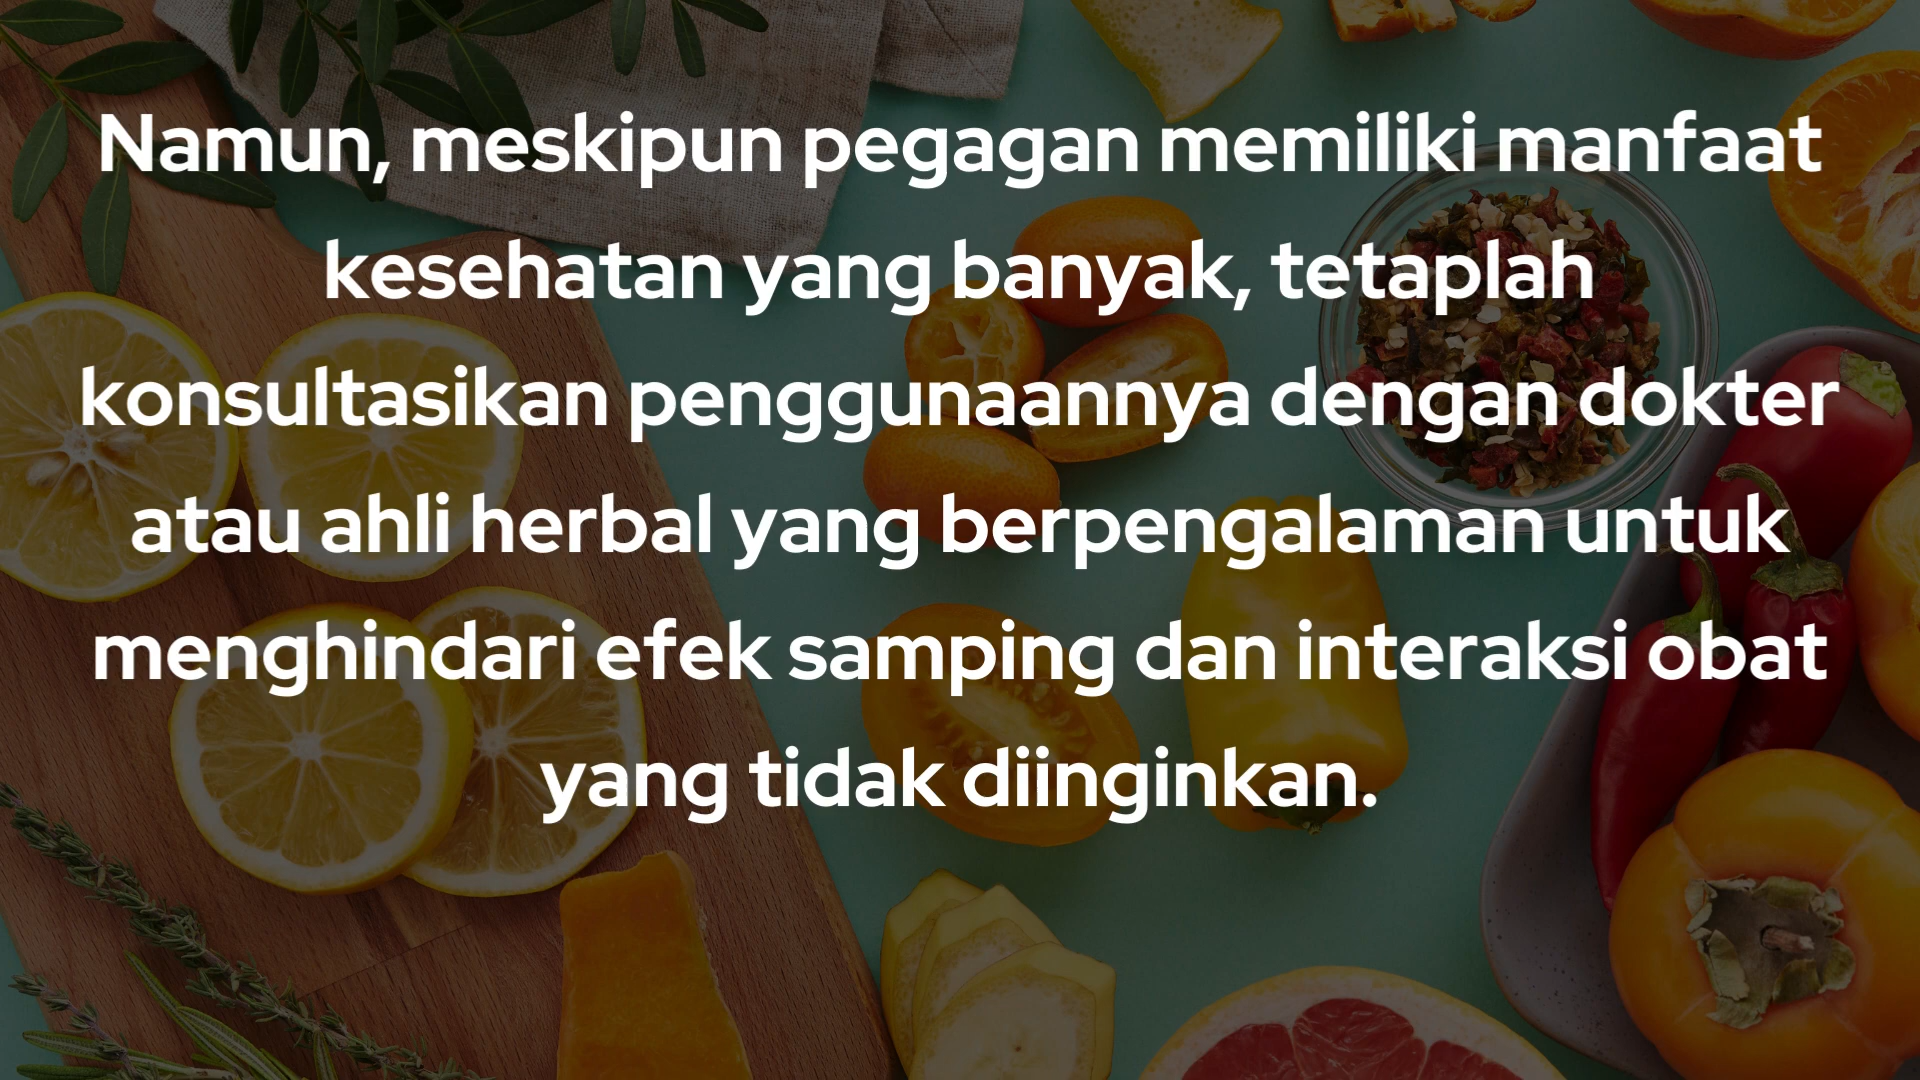 Namun, meskipun pegagan memiliki manfaat
kesehatan yang banyak, tetaplah
konsultasikan penggunaannya dengan dokter
atau ahli herbal yang berpengalaman untuk
menghindari efek samping dan interaksi obat
yang tidak diinginkan.